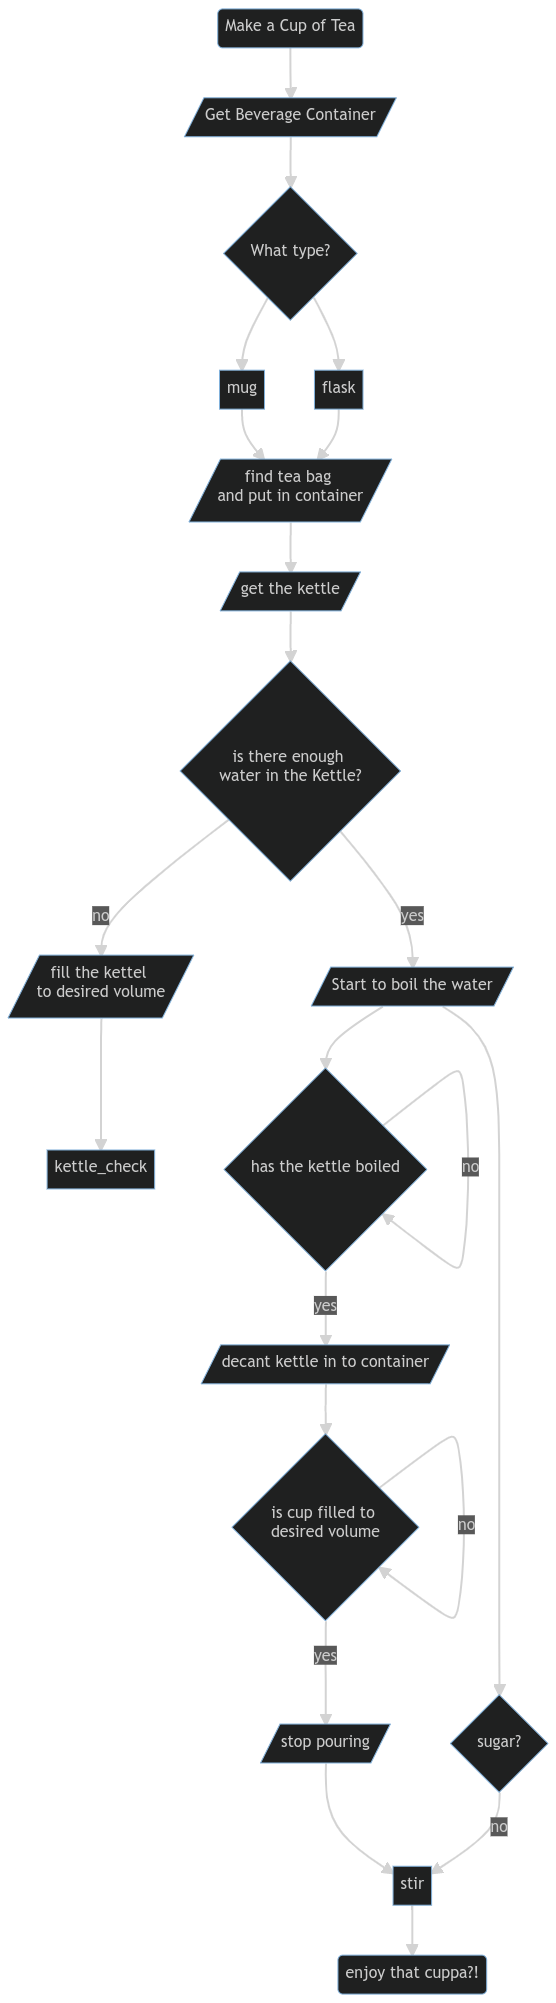 Make a Cup of Tea
Get Beverage Container
What type?
mug
flask
find tea bag
and put in container
get the kettle
is there enough
water in the Kettle?
no
yes
fill the kettel
to desired volume
Start to boil the water
kettle_check
has the kettle boiled
no
yes
decant kettle in to container
is cup filled to
desired volume
no
yes
stop pouring
sugar?
no
stir
enjoy that cuppa?!